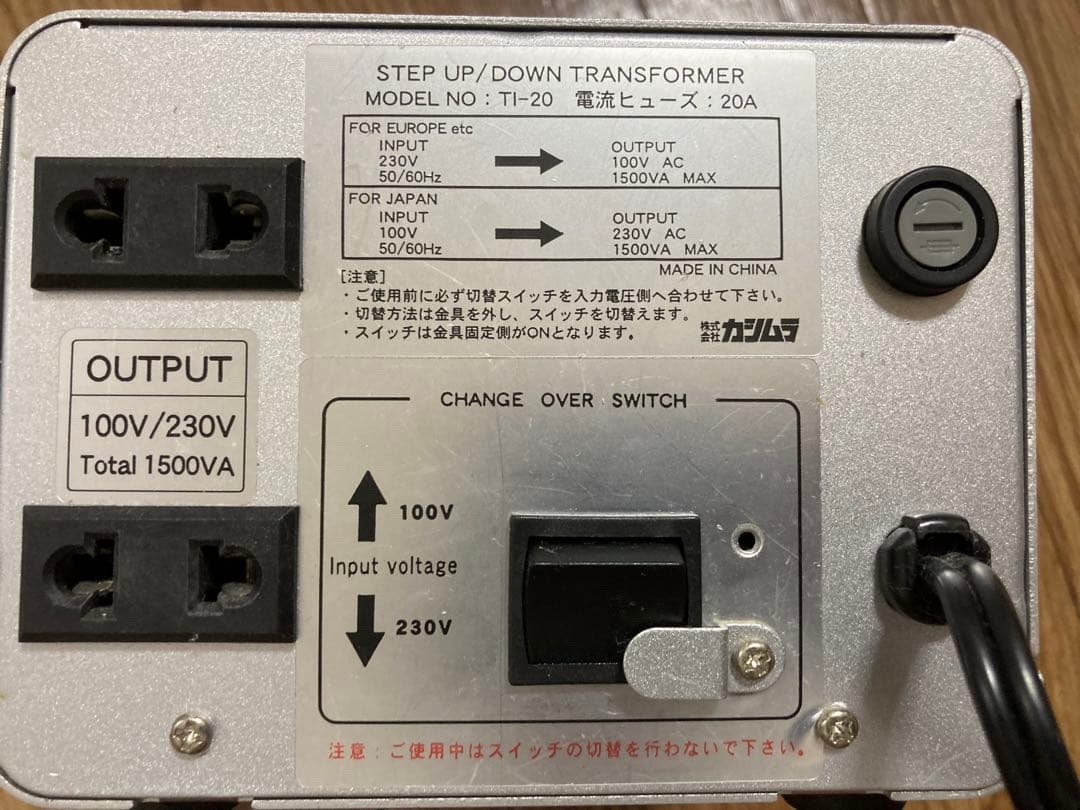 STEP UP/DOWN TRANSFORMER
MODEL NO : TI-20 電流ヒューズ : 20A
FOR EUROPE etc
INPUT OUTPUT
230V 100V AC
50/60Hz 1500VA MAX
FOR JAPAN
INPUT OUTPUT
100V 230V AC
50/60Hz 1500VA MAX
MADE IN CHINA
[注意]
・ご使用前に必ず切替スイッチを入力電圧側へ合わせて下さい。
・切替方法は金具を外し、スイッチを切替えます。
・スイッチは金具固定側がONとなります。
株式会社 カシムラ
OUTPUT
100V/230V
Total 1500VA
CHANGE OVER SWITCH
100V
Input voltage
230V
注意：ご使用中はスイッチの切替を行わないで下さい。